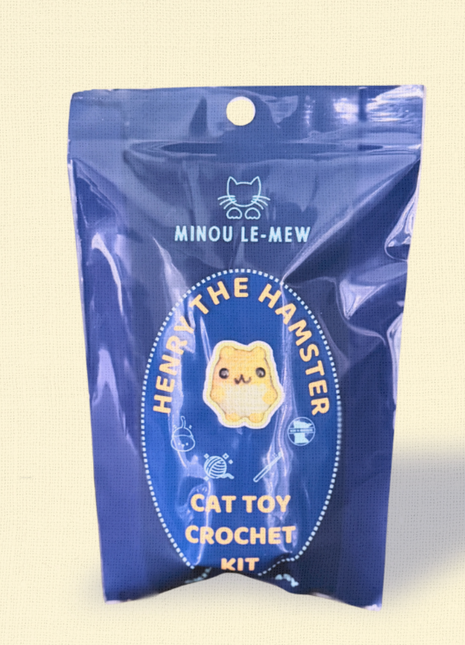 MINOU LE-MEW
HENRY THE HAMSTER
CAT TOY
CROCHET
KIT